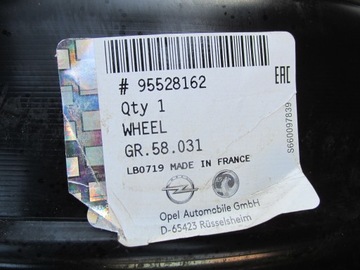 # 95528162
Qty 1
WHEEL
GR.58.031
LB0719 MADE IN FRANCE
Opel Automobile GmbH
D-65423 Rüsselsheim
EAC
S660097839